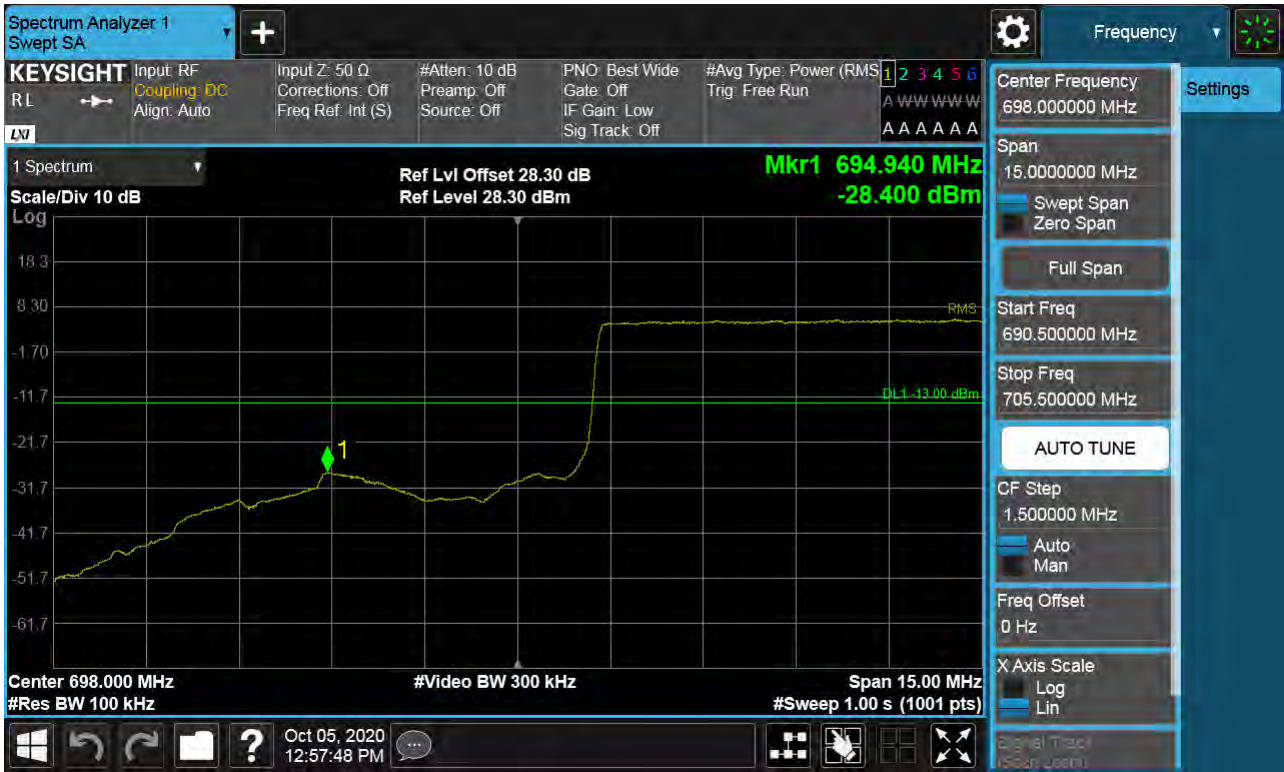 Spectrum Analyzer 1
Swept SA
+
Frequency
KEYSIGHT
R L
LXI
Input: RF
Coupling: DC
Align: Auto
Input Z: 50 Ω
Corrections: Off
Freq Ref: Int (S)
#Atten: 10 dB
Preamp: Off
Source: Off
PNO: Best Wide
Gate: Off
IF Gain: Low
Sig Track: Off
#Avg Type: Power (RMS
Trig: Free Run
1 2 3 4 5 6
A W W W W W
A A A A A A
1 Spectrum
Scale/Div 10 dB
Log
Ref Lvl Offset 28.30 dB
Ref Level 28.30 dBm
Mkr1 694.940 MHz
-28.400 dBm
18.3
8.30
-1.70
-11.7
-21.7
-31.7
-41.7
-51.7
-61.7
RMS
DL1 -13.00 dBm
1
Center 698.000 MHz
#Res BW 100 kHz
#Video BW 300 kHz
Span 15.00 MHz
#Sweep 1.00 s (1001 pts)
?
Oct 05, 2020
12:57:48 PM
Center Frequency
698.000000 MHz
Span
15.0000000 MHz
Swept Span
Zero Span
Full Span
Start Freq
690.500000 MHz
Stop Freq
705.500000 MHz
AUTO TUNE
CF Step
1.500000 MHz
Auto
Man
Freq Offset
0 Hz
X Axis Scale
Log
Lin
Signal Track
(Span Zoom)
Settings